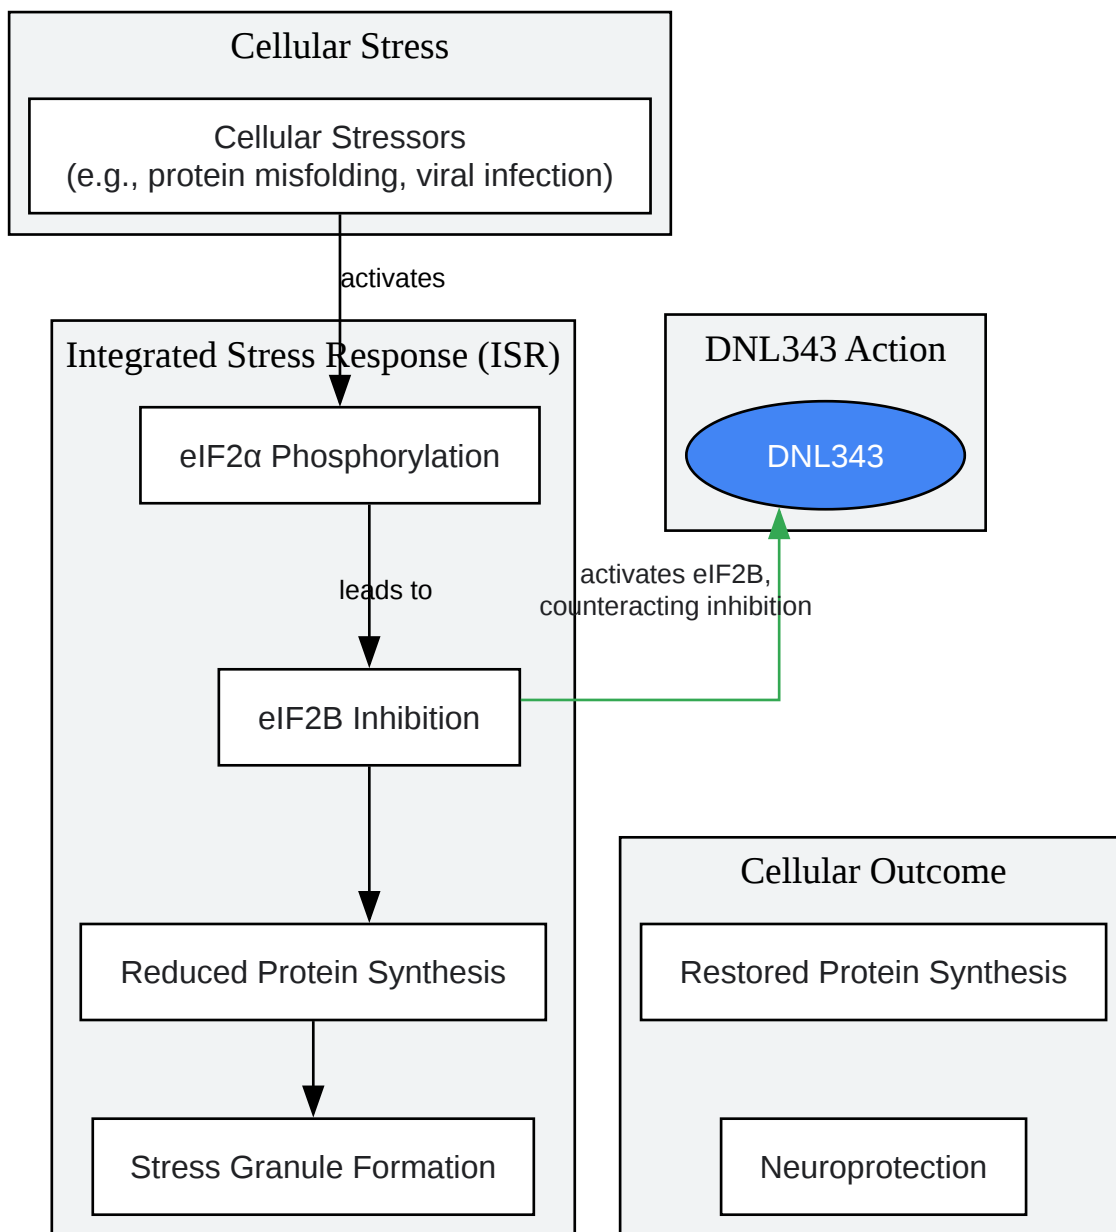 Cellular Stress
Cellular Stressors
(e.g., protein misfolding, viral infection)
activates
Integrated Stress Response (ISR)
eIF2α Phosphorylation
leads to
eIF2B Inhibition
Reduced Protein Synthesis
Stress Granule Formation
DNL343 Action
DNL343
activates eIF2B,
counteracting inhibition
Cellular Outcome
Restored Protein Synthesis
Neuroprotection